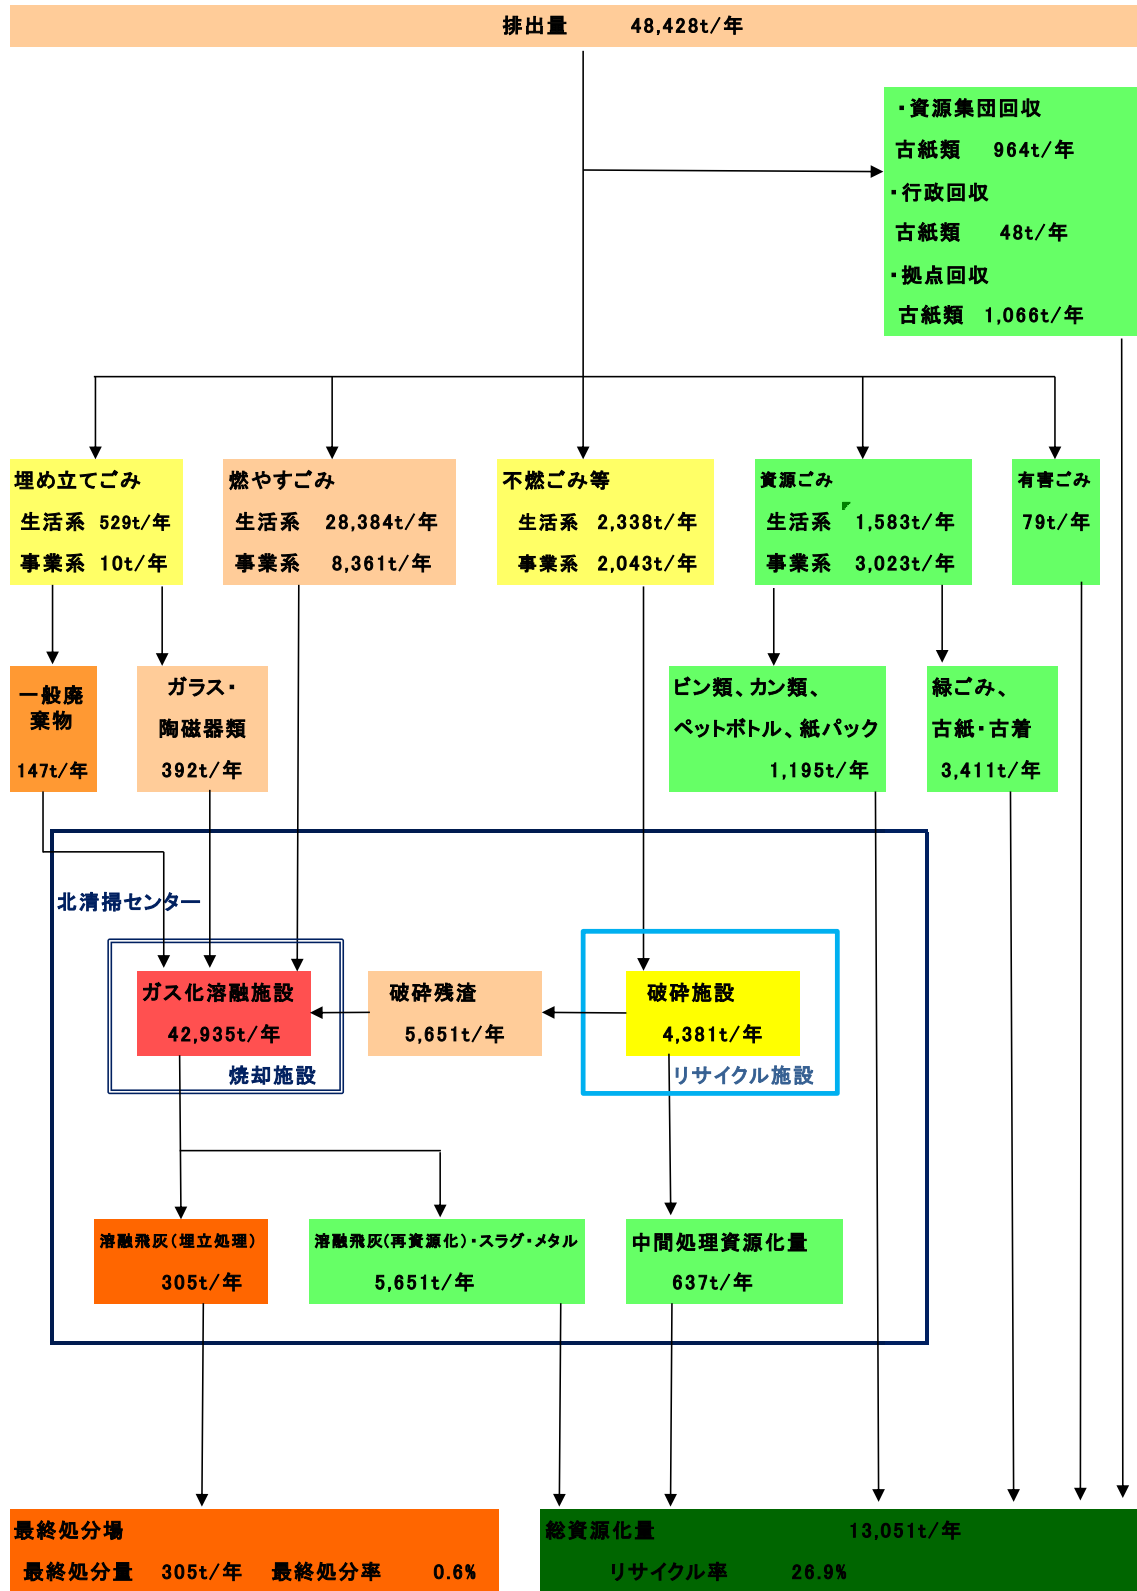 排出量 48,428t/年
・資源集団回収
古紙類 964t/年
・行政回収
古紙類 48t/年
・拠点回収
古紙類 1,066t/年
埋め立てごみ
生活系 529t/年
事業系 10t/年
燃やすごみ
生活系 28,384t/年
事業系 8,361t/年
不燃ごみ等
生活系 2,338t/年
事業系 2,043t/年
資源ごみ
生活系 1,583t/年
事業系 3,023t/年
有害ごみ
79t/年
一般廃
棄物
147t/年
ガラス・
陶磁器類
392t/年
ビン類、カン類、
ペットボトル、紙パック
1,195t/年
緑ごみ、
古紙・古着
3,411t/年
北清掃センター
ガス化溶融施設
42,935t/年
焼却施設
破砕残渣
5,651t/年
破砕施設
4,381t/年
リサイクル施設
溶融飛灰(埋立処理)
305t/年
溶融飛灰(再資源化)・スラグ・メタル
5,651t/年
中間処理資源化量
637t/年
最終処分場
最終処分量 305t/年 最終処分率 0.6%
総資源化量 13,051t/年
リサイクル率 26.9%